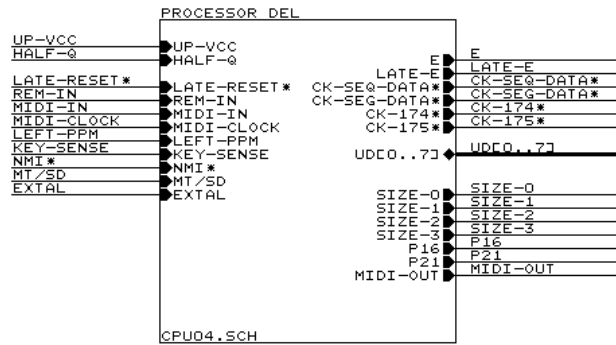 PROCESSOR DEL
UP-VCC
HALF-Q
LATE-RESET*
REM-IN
MIDI-IN
MIDI-CLOCK
LEFT-PPM
KEY-SENSE
NMI*
MT/SD
EXTAL
UP-VCC
HALF-Q
LATE-RESET*
REM-IN
MIDI-IN
MIDI-CLOCK
LEFT-PPM
KEY-SENSE
NMI*
MT/SD
EXTAL
E
LATE-E
CK-SEQ-DATA*
CK-SEG-DATA*
CK-174*
CK-175*
UD[0..7]
SIZE-0
SIZE-1
SIZE-2
SIZE-3
P16
P21
MIDI-OUT
E
LATE-E
CK-SEQ-DATA*
CK-SEG-DATA*
CK-174*
CK-175*
UD[0..7]
SIZE-0
SIZE-1
SIZE-2
SIZE-3
P16
P21
MIDI-OUT
CPU04.SCH